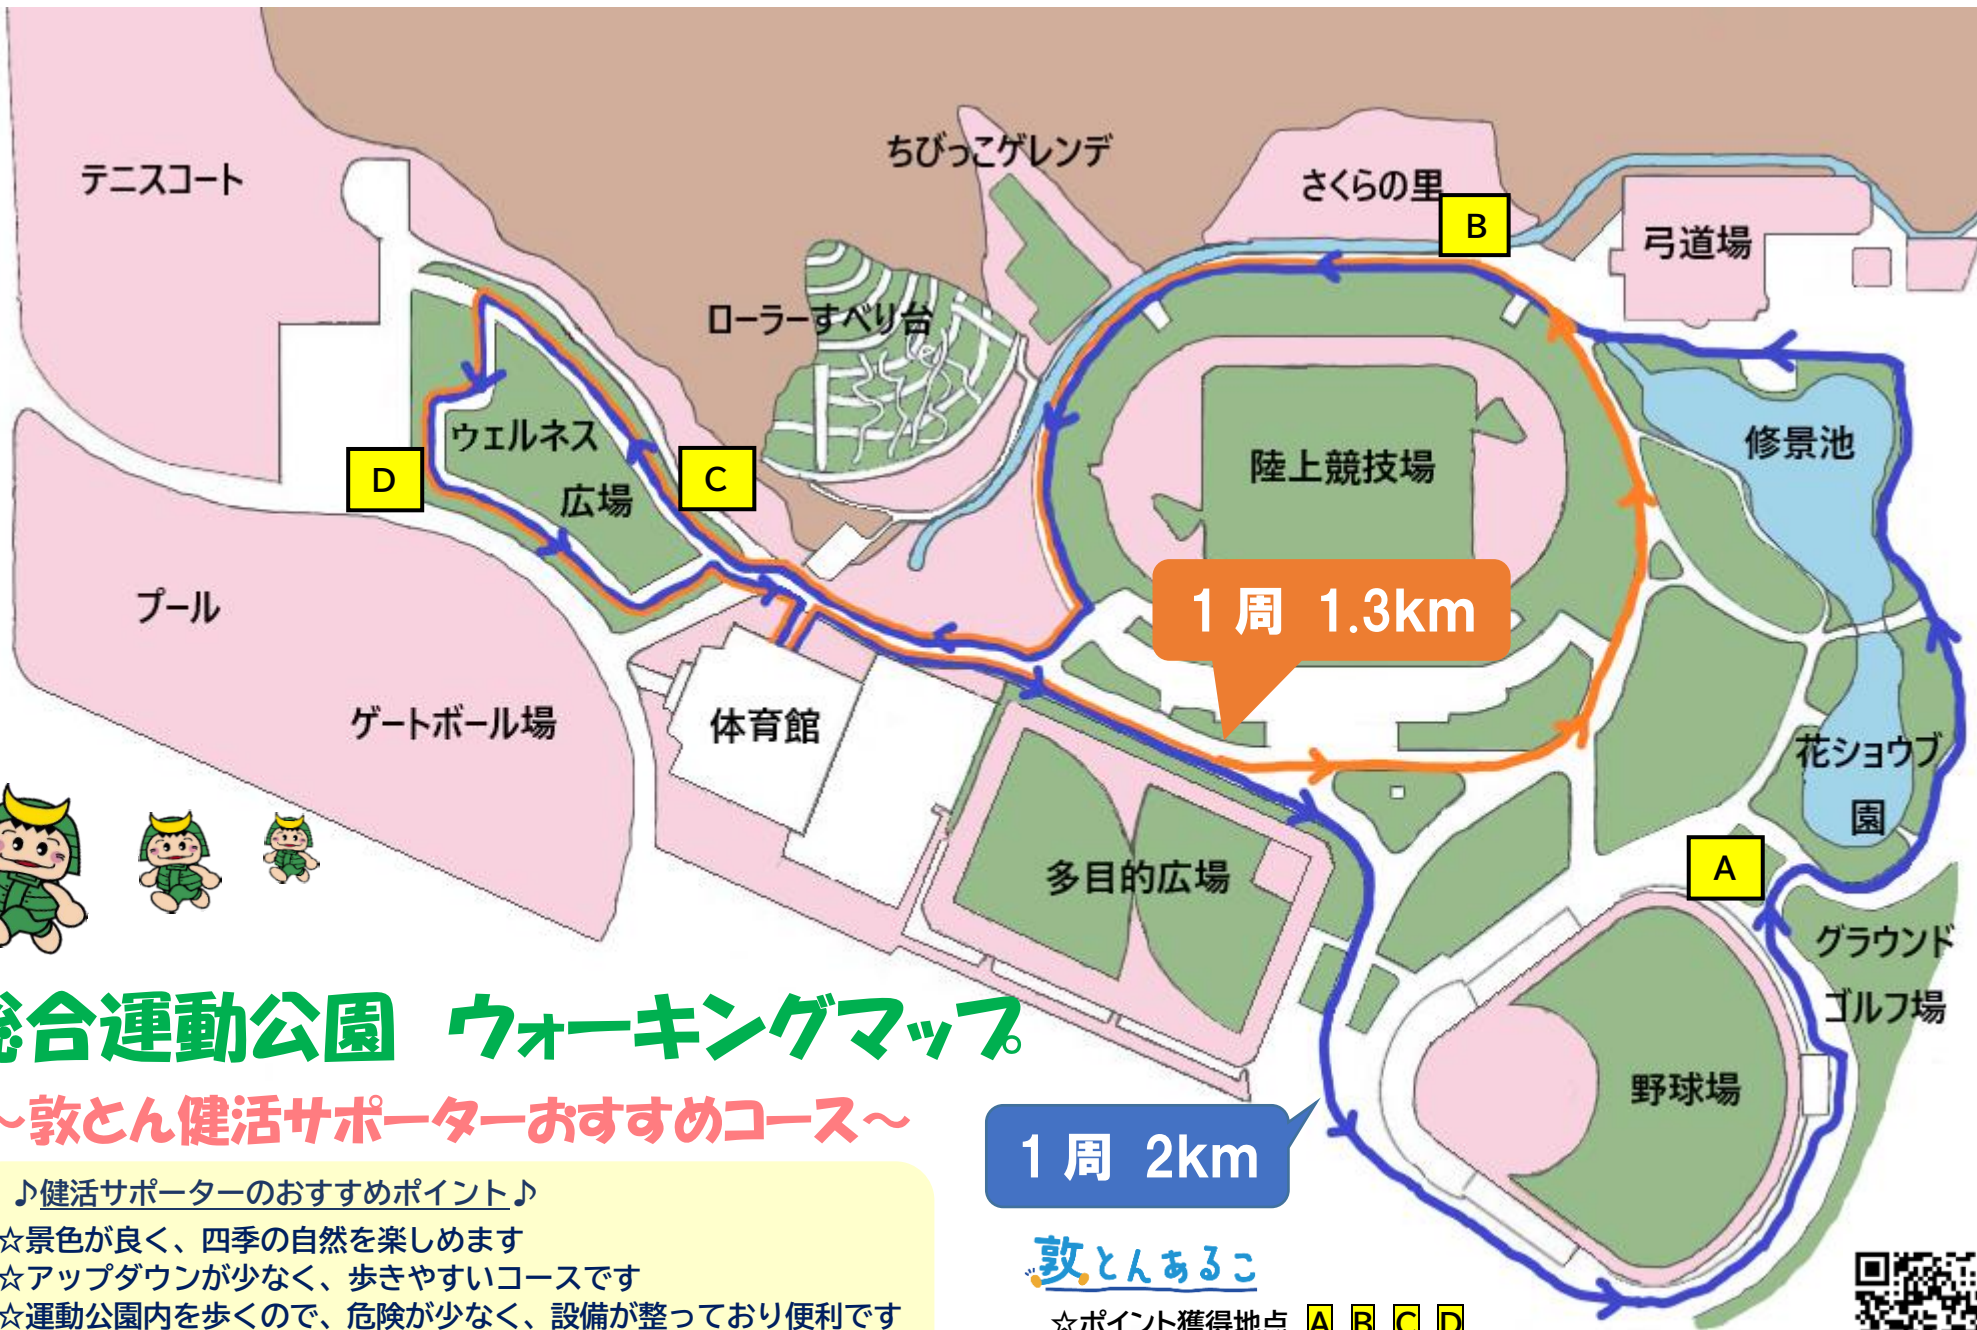 ちびっこゲレンデ
さくらの里
テニスコート
B
弓道場
ローラーすべり台
ウェルネス
広場
修景池
陸上競技場
D
C
プール
1周 1.3km
ゲートボール場
体育館
花ショウブ
園
多目的広場
A
グラウンド
ゴルフ場
野球場
総合運動公園 ウォーキングマップ
～敦とん健活サポーターおすすめコース～
1周 2km
♪健活サポーターのおすすめポイント♪
☆景色が良く、四季の自然を楽しめます
☆アップダウンが少なく、歩きやすいコースです
☆運動公園内を歩くので、危険が少なく、設備が整っており便利です
敦とんあるこ
☆ポイント獲得地点 A B C D